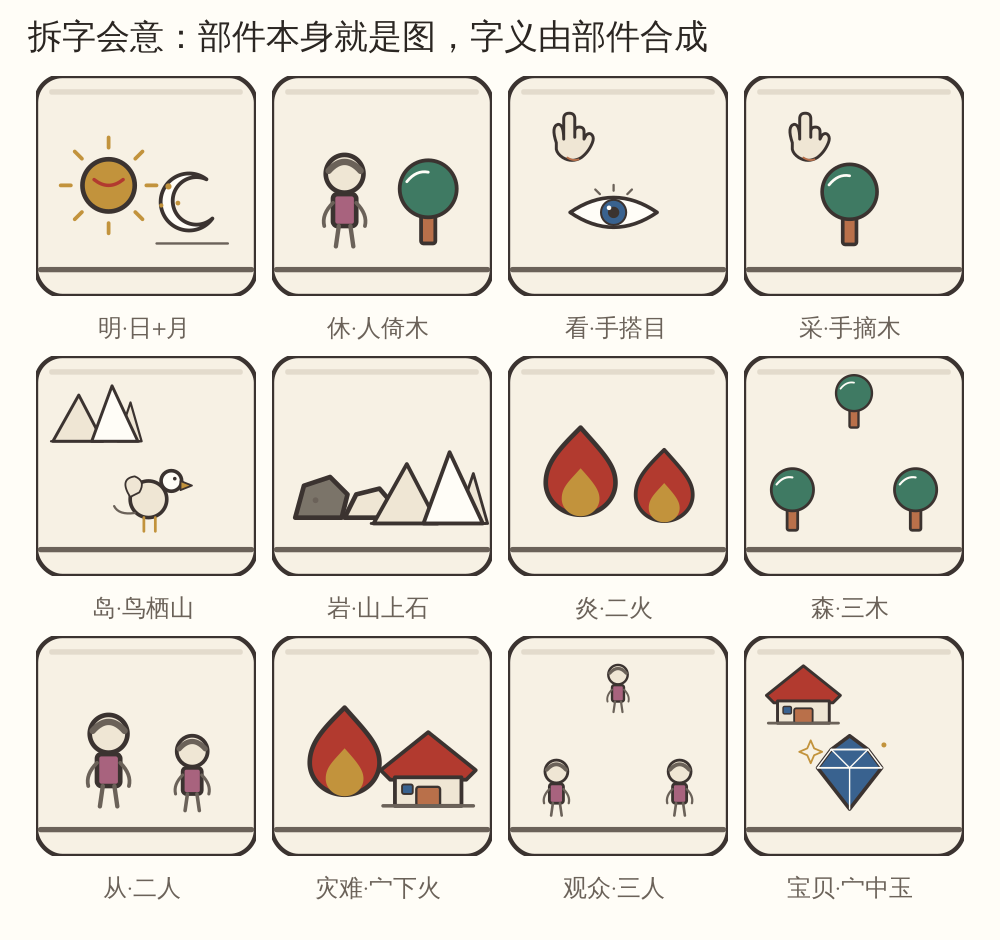 拆字会意：部件本身就是图，字义由部件合成
明·日+月
休·人倚木
看·手搭目
采·手摘木
岛·鸟栖山
岩·山上石
炎·二火
森·三木
从·二人
灾难·宀下火
观众·三人
宝贝·宀中玉